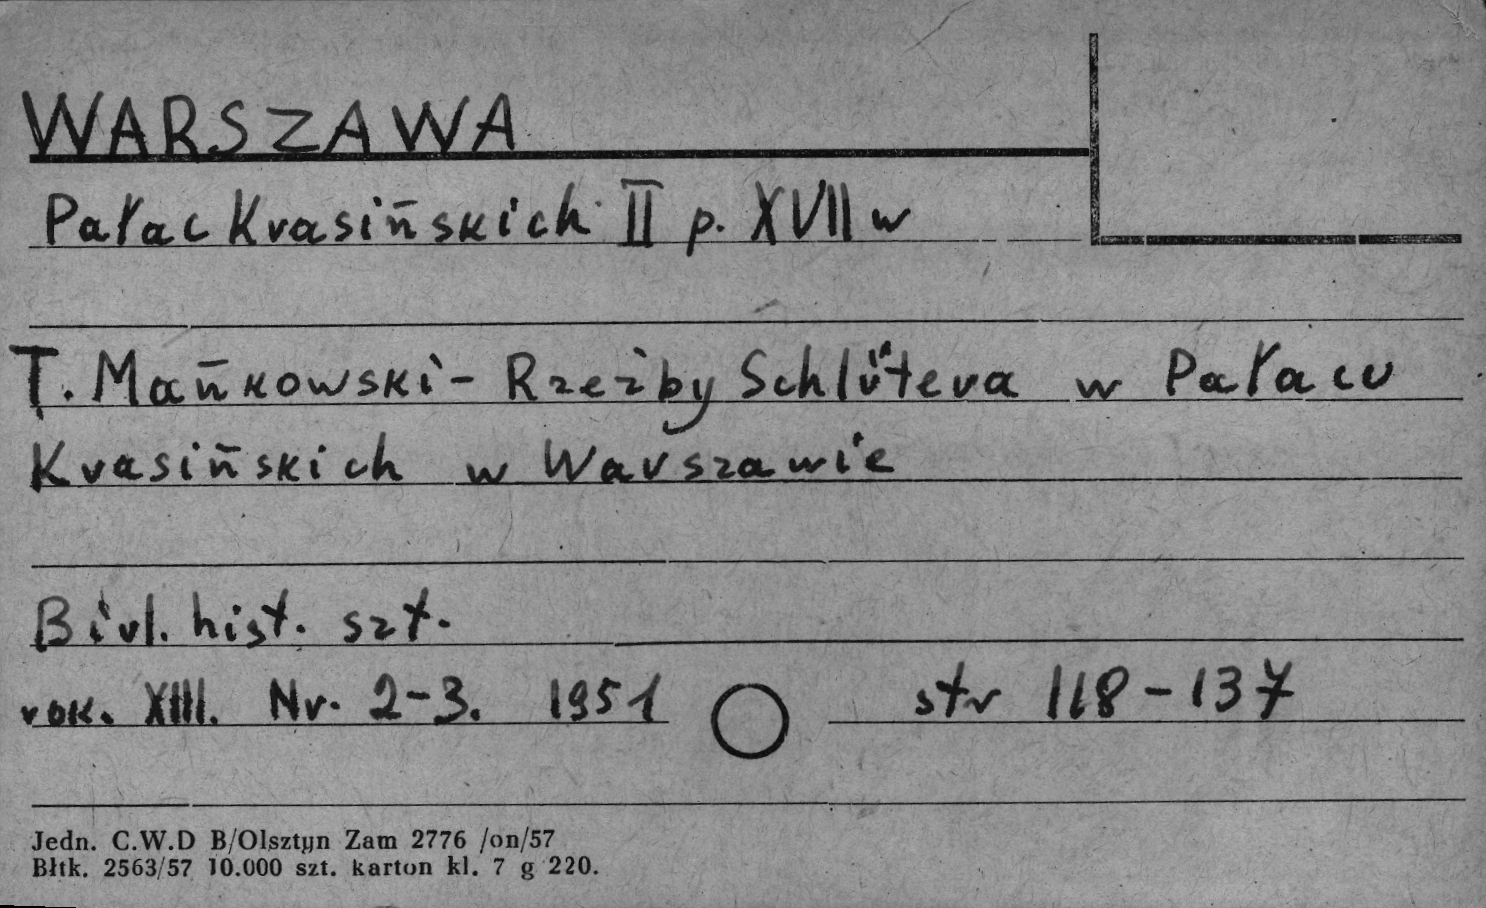 WARSZAWA
Pałac Krasińskich II p. XVII w
T. Mańkowski - Rzeźby Schlütera w Pałacu
Krasińskich w Warszawie
Biul. hist. szt.
rok. XIII. Nr. 2-3. 1951 str 118-137
Jedn. C.W.D B/Olsztyn Zam 2776 /on/57
Błtk. 2563/57 10.000 szt. karton kl. 7 g 220.